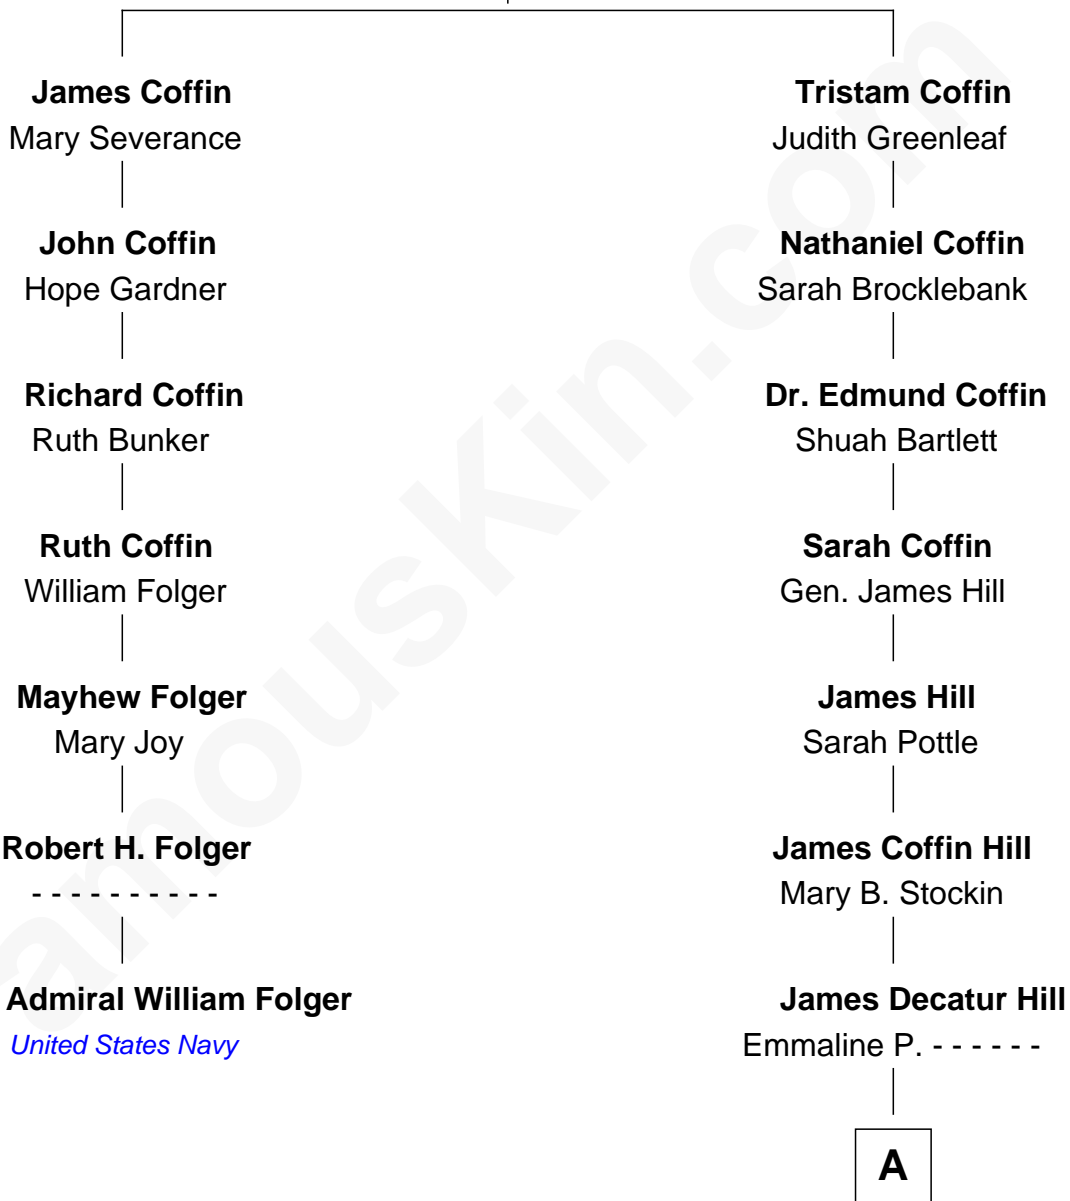 James Coffin
Mary Severance
John Coffin
Hope Gardner
Richard Coffin
Ruth Bunker
Ruth Coffin
William Folger
Mayhew Folger
Mary Joy
Robert H. Folger
- - - - - - - - - -
Admiral William Folger
United States Navy
Tristam Coffin
Judith Greenleaf
Nathaniel Coffin
Sarah Brocklebank
Dr. Edmund Coffin
Shuah Bartlett
Sarah Coffin
Gen. James Hill
James Hill
Sarah Pottle
James Coffin Hill
Mary B. Stockin
James Decatur Hill
Emmaline P. - - - - - -
A
amousKin.com